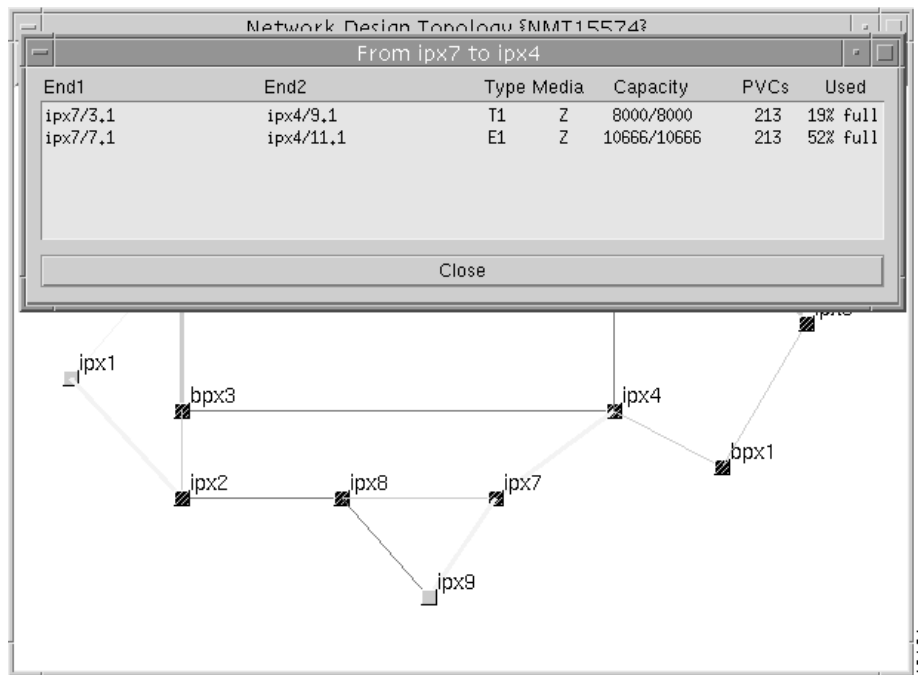 Network Design Topology {NMT15574}
From ipx7 to ipx4
End1 End2 Type Media Capacity PVCs Used
ipx7/3.1 ipx4/9.1 T1 Z 8000/8000 213 19% full
ipx7/7.1 ipx4/11.1 E1 Z 10666/10666 213 52% full
Close
ipx1
bpx3
ipx4
bpx1
ipx2
ipx8
ipx7
ipx9